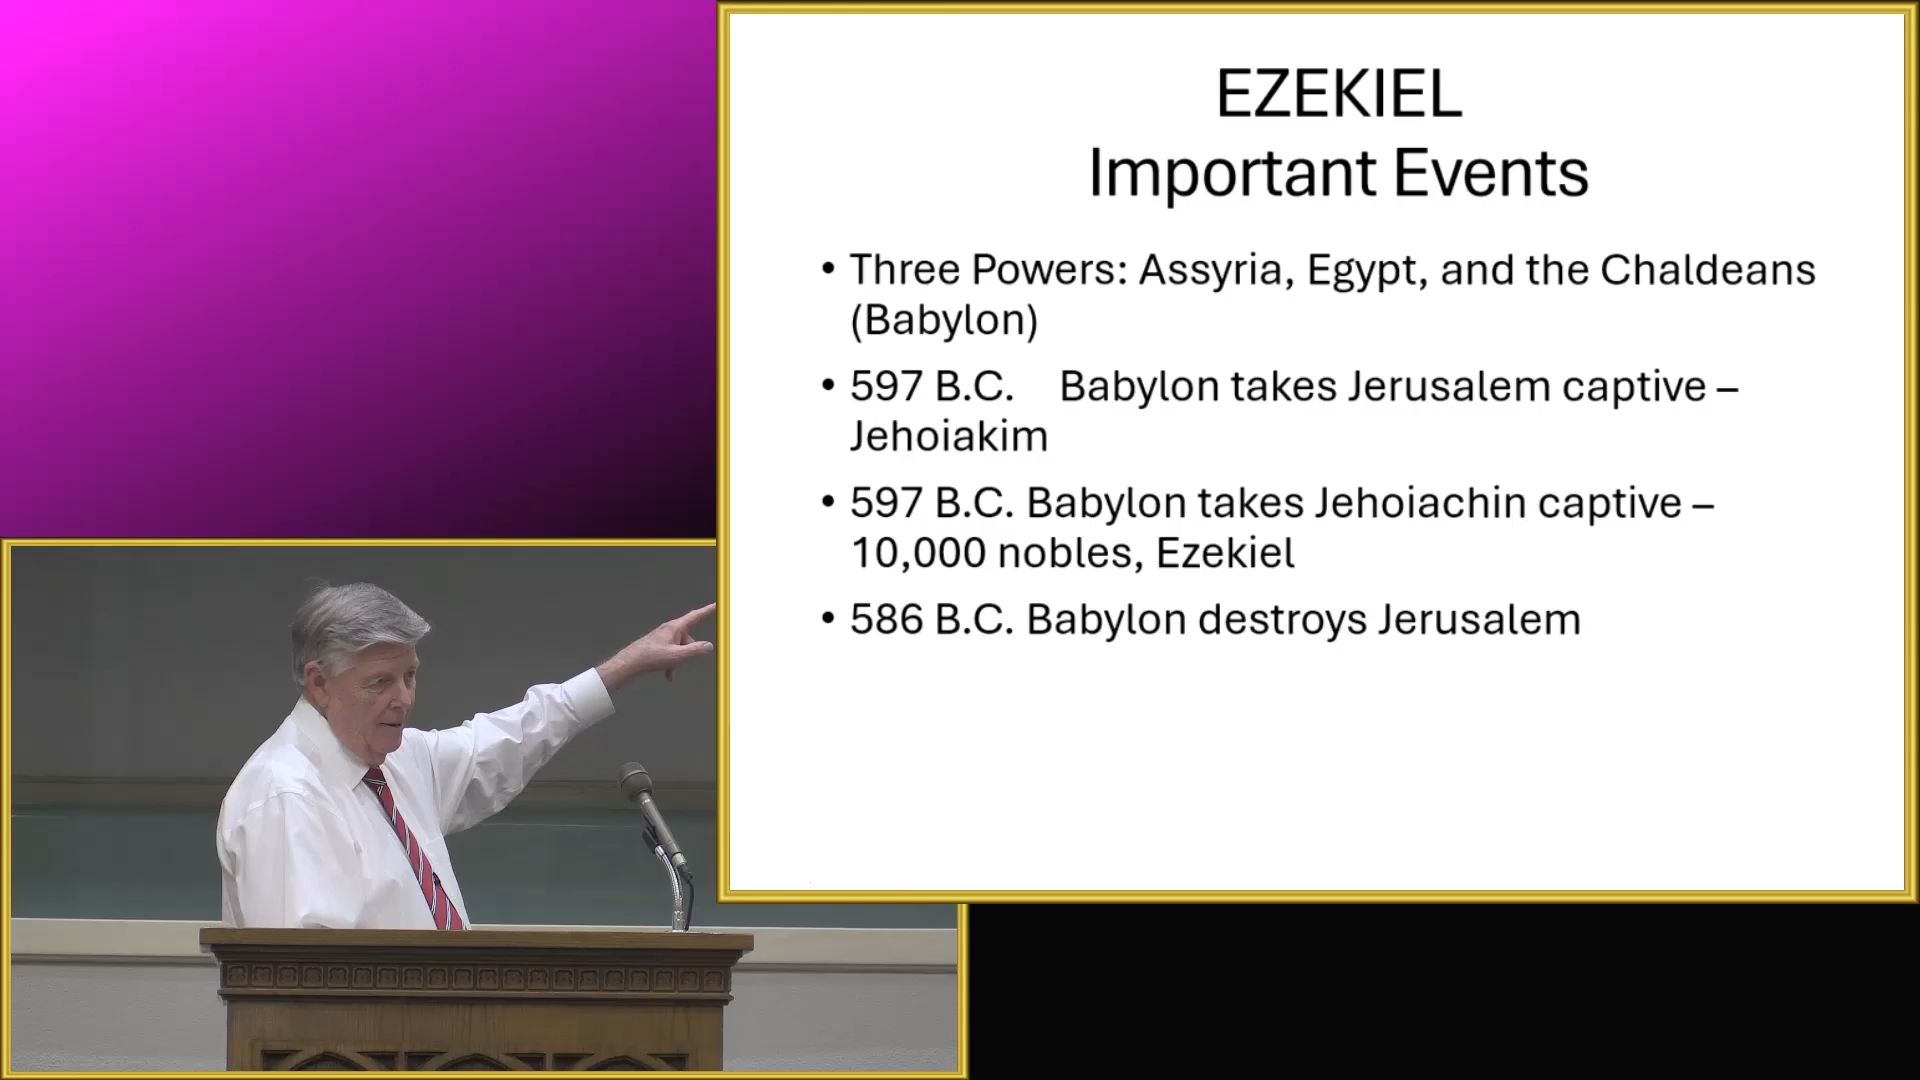 EZEKIEL
Important Events
• Three Powers: Assyria, Egypt, and the Chaldeans
(Babylon)
• 597 B.C. Babylon takes Jerusalem captive –
Jehoiakim
• 597 B.C. Babylon takes Jehoiachin captive –
10,000 nobles, Ezekiel
• 586 B.C. Babylon destroys Jerusalem